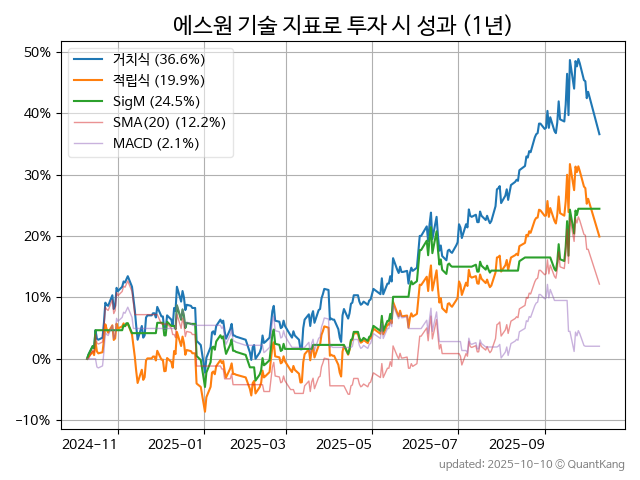 에스원 기술 지표로 투자 시 성과 (1년)
50%
40%
30%
20%
10%
0%
−10%
거치식 (36.6%)
적립식 (19.9%)
SigM (24.5%)
SMA(20) (12.2%)
MACD (2.1%)
2024-11 2025-01 2025-03 2025-05 2025-07 2025-09
updated: 2025-10-10 © QuantKang